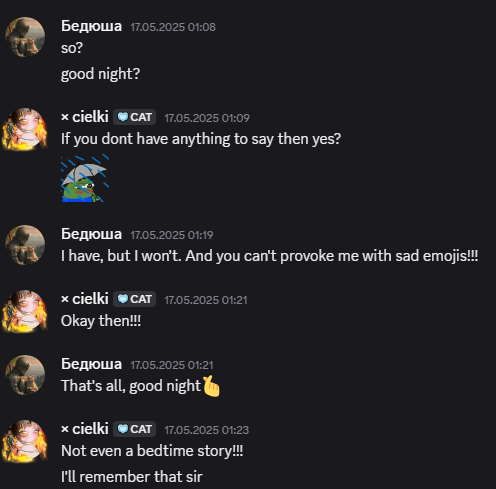 Бедюша 17.05.2025 01:08
so?
good night?
× cielki CAT 17.05.2025 01:09
If you dont have anything to say then yes?
Бедюша 17.05.2025 01:19
I have, but I won't. And you can't provoke me with sad emojis!!!
× cielki CAT 17.05.2025 01:21
Okay then!!!
Бедюша 17.05.2025 01:21
That's all, good night🫰
× cielki CAT 17.05.2025 01:23
Not even a bedtime story!!!
I'll remember that sir